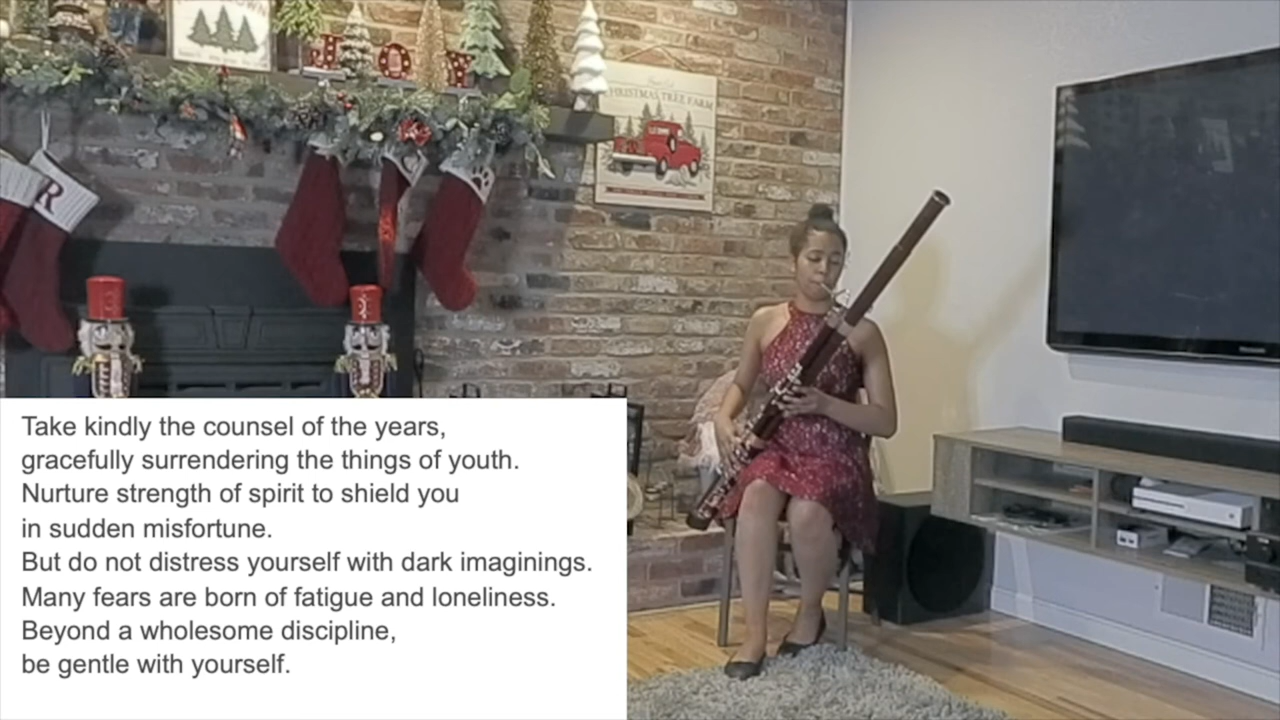 JOY
CHRISTMAS TREE FARM
R
Take kindly the counsel of the years,
gracefully surrendering the things of youth.
Nurture strength of spirit to shield you
in sudden misfortune.
But do not distress yourself with dark imaginings.
Many fears are born of fatigue and loneliness.
Beyond a wholesome discipline,
be gentle with yourself.